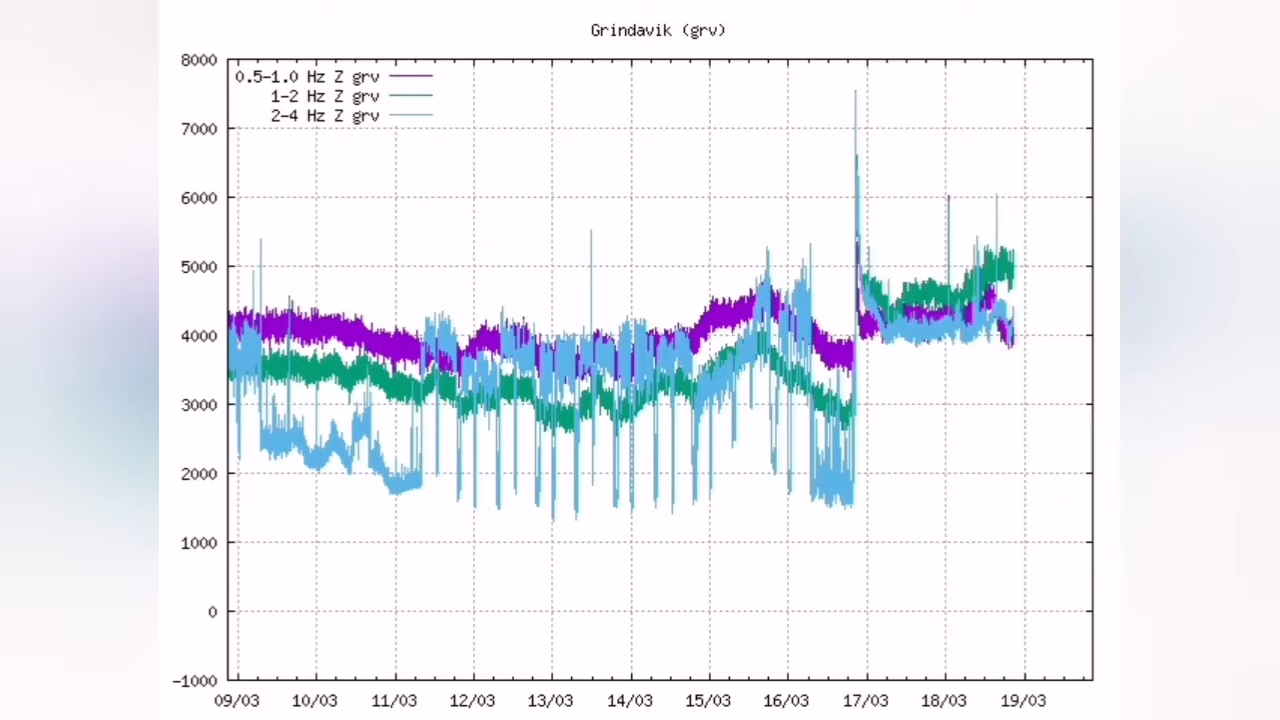 Grindavik (grv)
8000
0.5-1.0 Hz Z grv
1-2 Hz Z grv
2-4 Hz Z grv
7000
6000
5000
4000
3000
2000
1000
0
-1000
09/03 10/03 11/03 12/03 13/03 14/03 15/03 16/03 17/03 18/03 19/03